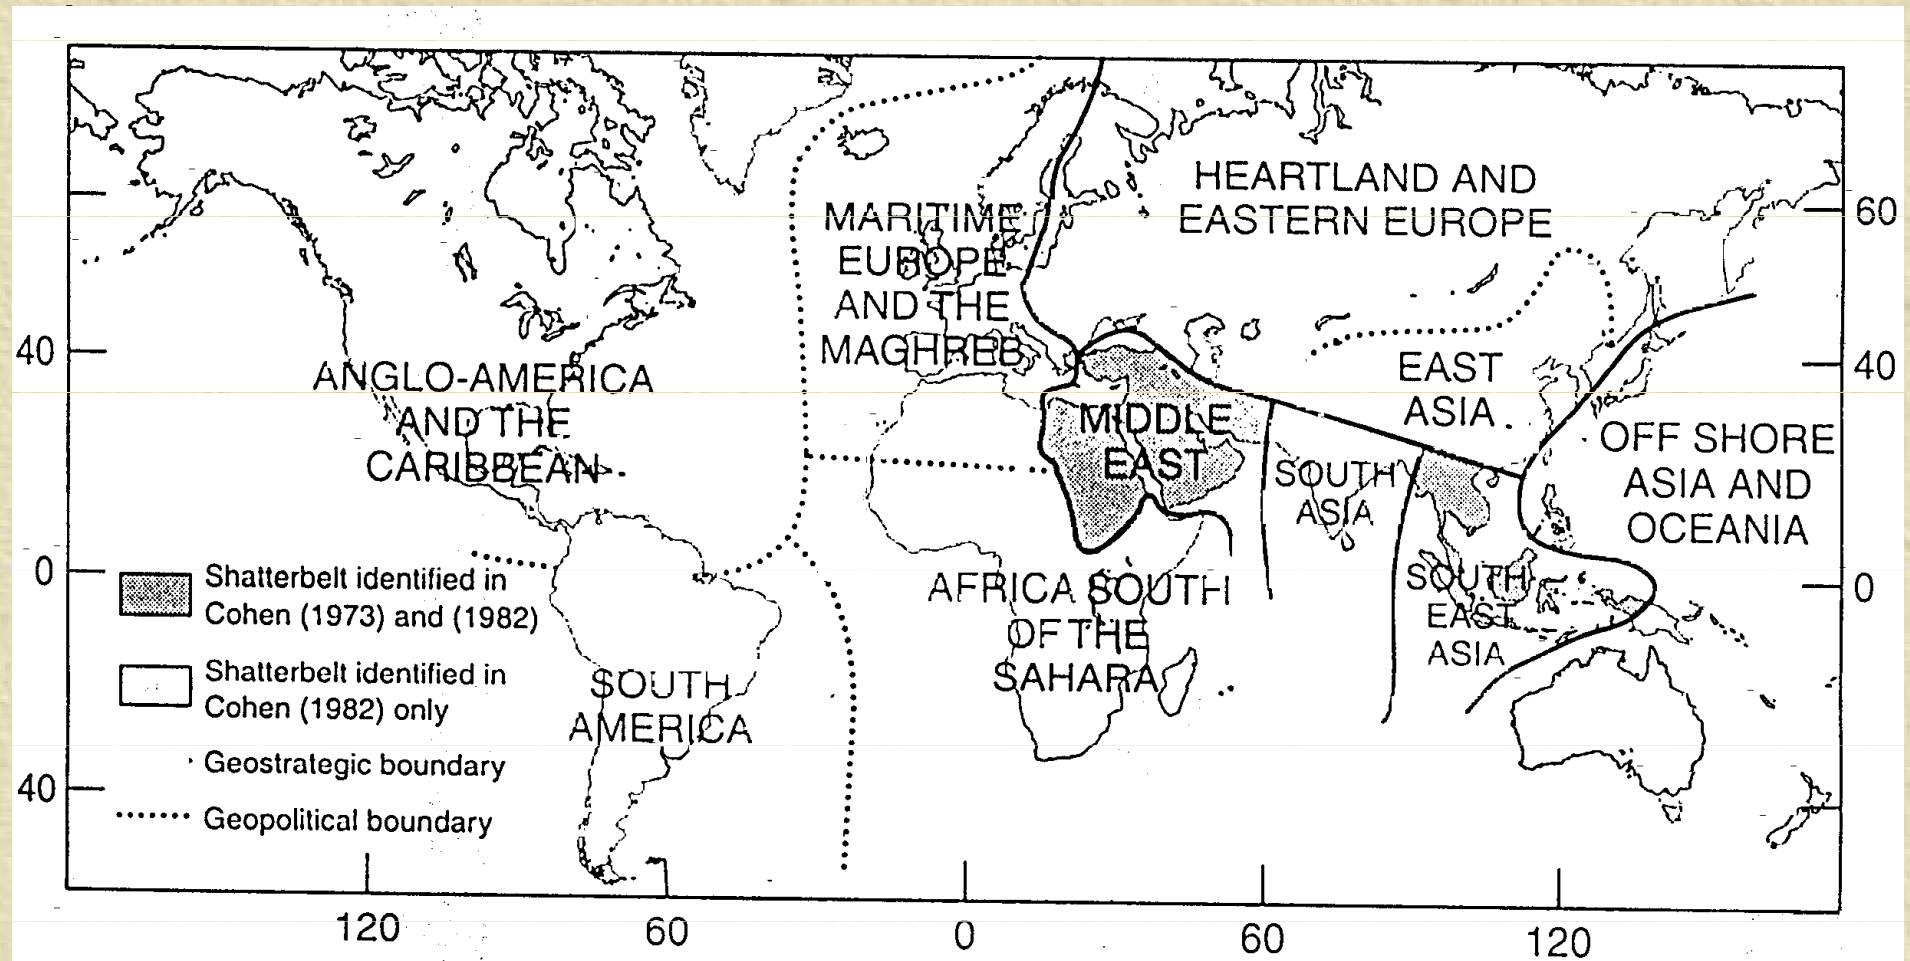 HEARTLAND AND
EASTERN EUROPE
MARITIME
EUROPE
AND THE
MAGHREB
ANGLO-AMERICA
AND THE
CARIBBEAN
EAST
ASIA
MIDDLE
EAST
SOUTH
ASIA
OFF SHORE
ASIA AND
OCEANIA
AFRICA SOUTH
OF THE
SAHARA
SOUTH
EAST
ASIA
SOUTH
AMERICA
Shatterbelt identified in
Cohen (1973) and (1982)
Shatterbelt identified in
Cohen (1982) only
Geostrategic boundary
Geopolitical boundary
40
0
40
60
40
0
120
60
0
60
120